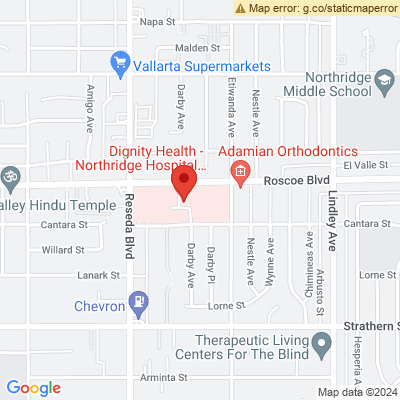 Map error: g.co/staticmaperror
Napa St
Malden St
Vallarta Supermarkets
Northridge
Middle School
Amigo Ave
Darby Ave
Etiwanda Ave
Nestle Ave
Dignity Health -
Northridge Hospital...
Adamian Orthodontics
El Valle St
Roscoe Blvd
alley Hindu Temple
Reseda Blvd
Lindley Ave
Cantara St
Cantara St
Willard St
Darby Ave
Darby Pl
Nestle Ave
Wynne Ave
Chimineas Ave
Arbusto St
Lanark St
Lorne St
Chevron
Lorne St
Strathern S
Therapeutic Living
Centers For The Blind
Hesperia A
Google
Arminta St
Map data ©2024